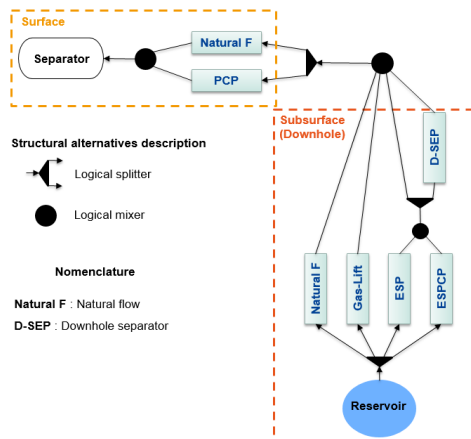 Surface
Natural F
Separator
PCP
Subsurface
(Downhole)
D-SEP
Structural alternatives description
Logical splitter
Logical mixer
Natural F
Gas-Lift
ESP
ESPCP
Nomenclature
Natural F : Natural flow
D-SEP : Downhole separator
Reservoir